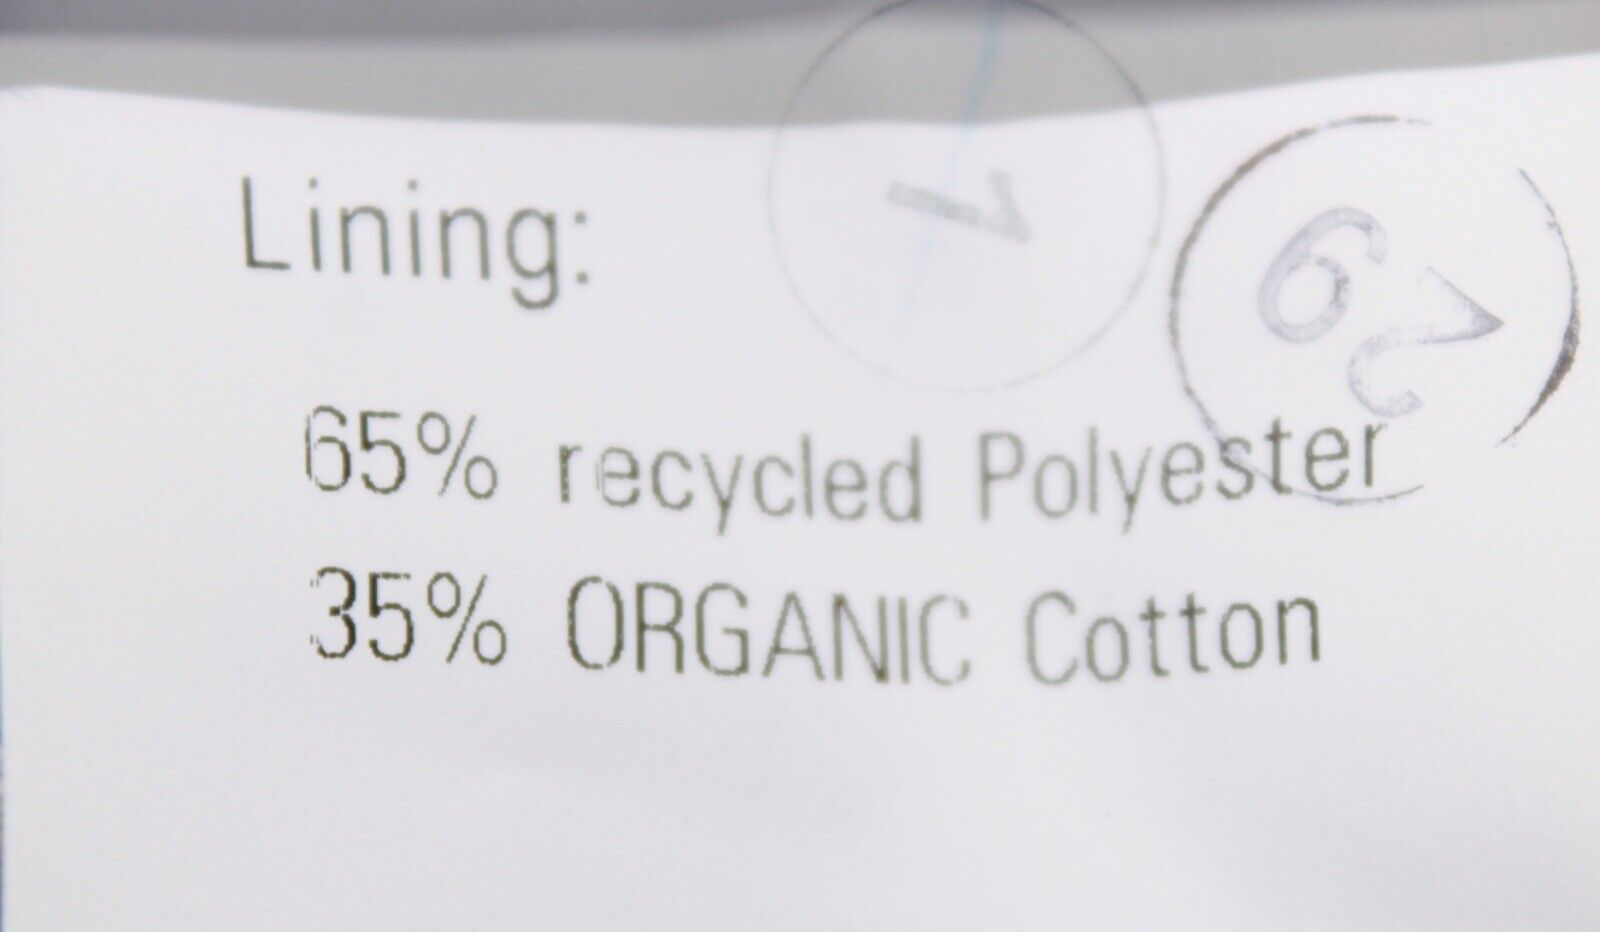 Lining:
65% recycled Polyester
35% ORGANIC Cotton